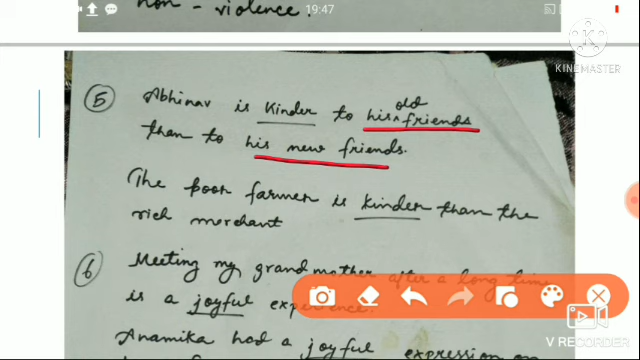 non - violence.
19:47
KINEMASTER
5
Abhinav is kinder to his old friends
than to his new friends.
The poor farmer is kinder than the
rich merchant
6
Meeting my grandmother after a long time
is a joyful experience.
Anamika had a joyful expression on
V RECORDER